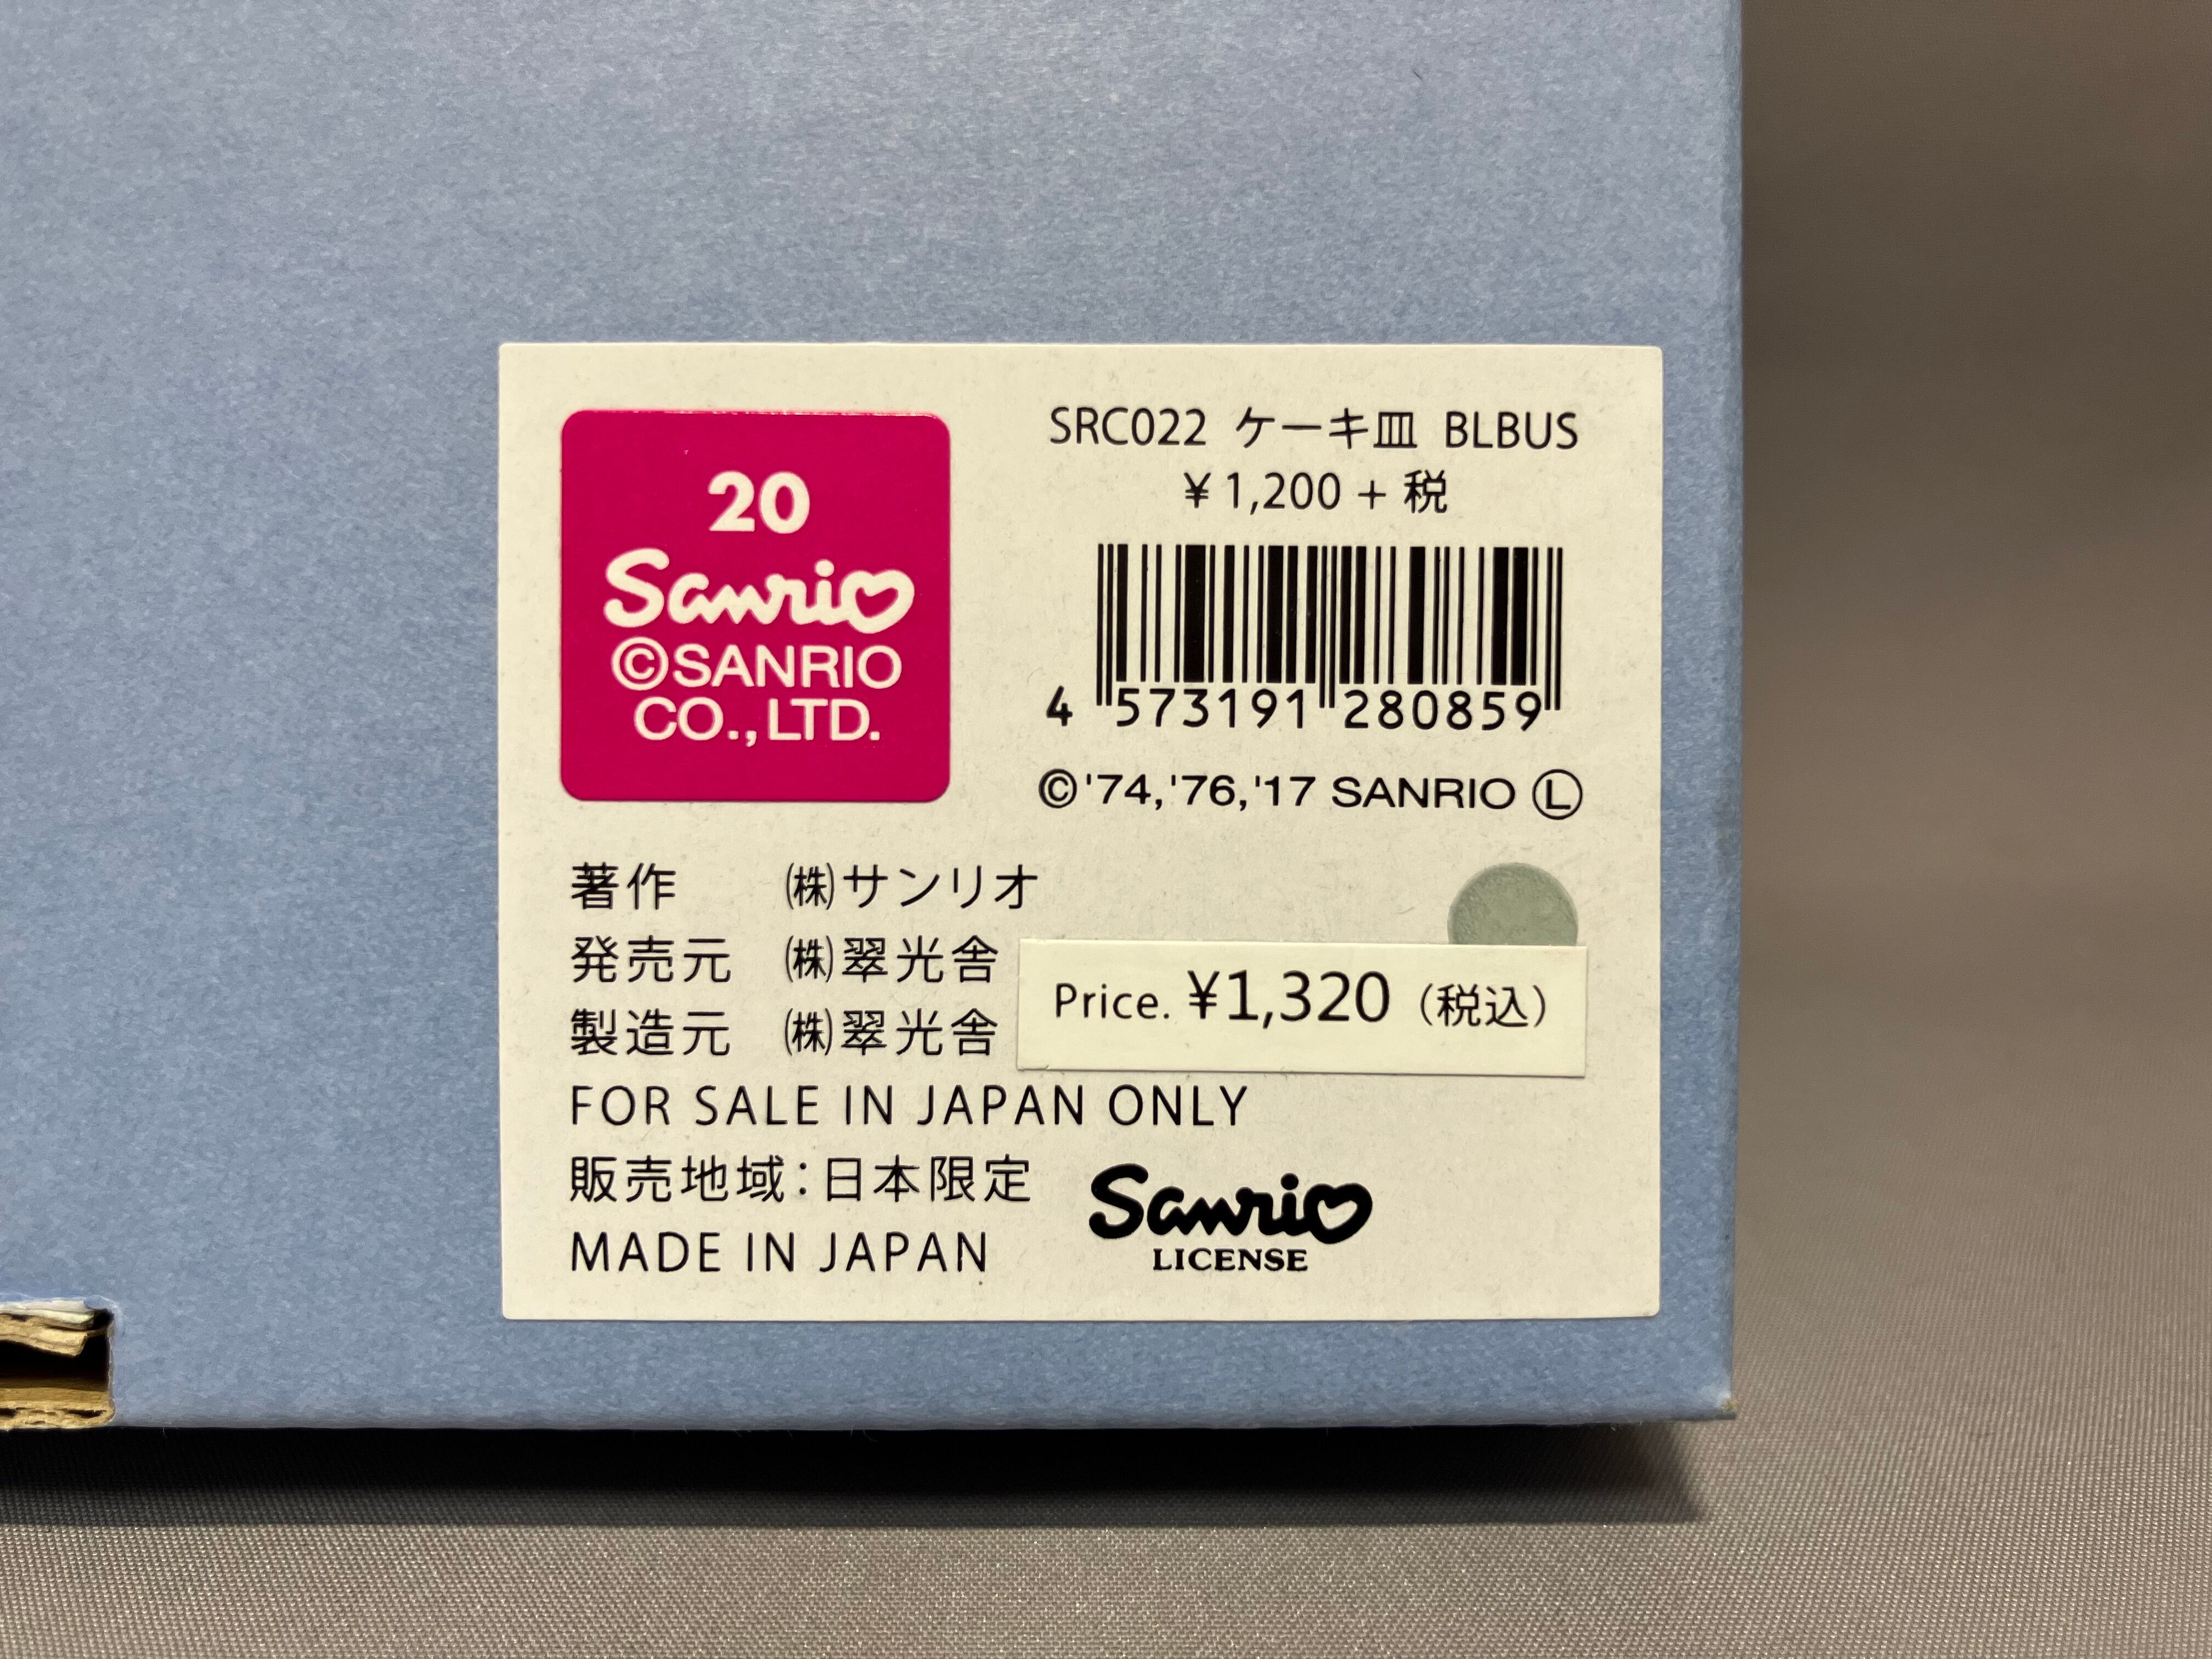 20
Sanrio
©SANRIO
CO., LTD.
SRC022 ケーキ皿 BLBUS
¥1,200 + 税
4 573191 280859
©'74,'76,'17 SANRIO Ⓛ
著作 ㈱サンリオ
発売元 ㈱翠光舎
製造元 ㈱翠光舎
Price. ¥1,320（税込）
FOR SALE IN JAPAN ONLY
販売地域：日本限定
MADE IN JAPAN
Sanrio
LICENSE